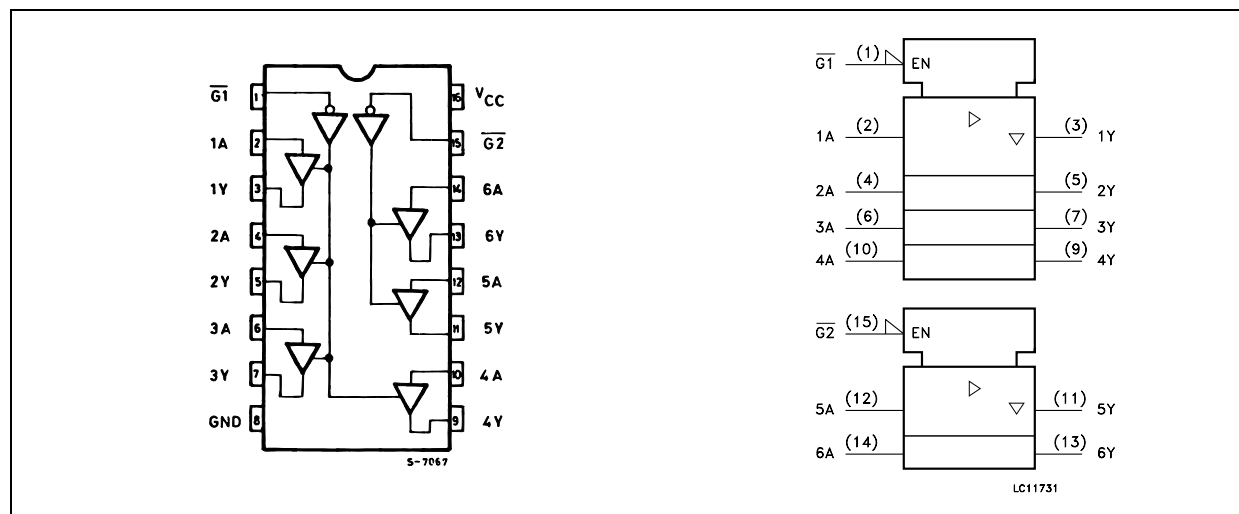 G1 1 16 VCC
1A 2 15 G2
1Y 3 14 6A
2A 4 13 6Y
2Y 5 12 5A
3A 6 11 5Y
3Y 7 10 4A
GND 8 9 4Y
S-7067
G1 (1) EN
1A (2) (3) 1Y
2A (4) (5) 2Y
3A (6) (7) 3Y
4A (10) (9) 4Y
G2 (15) EN
5A (12) (11) 5Y
6A (14) (13) 6Y
LC11731